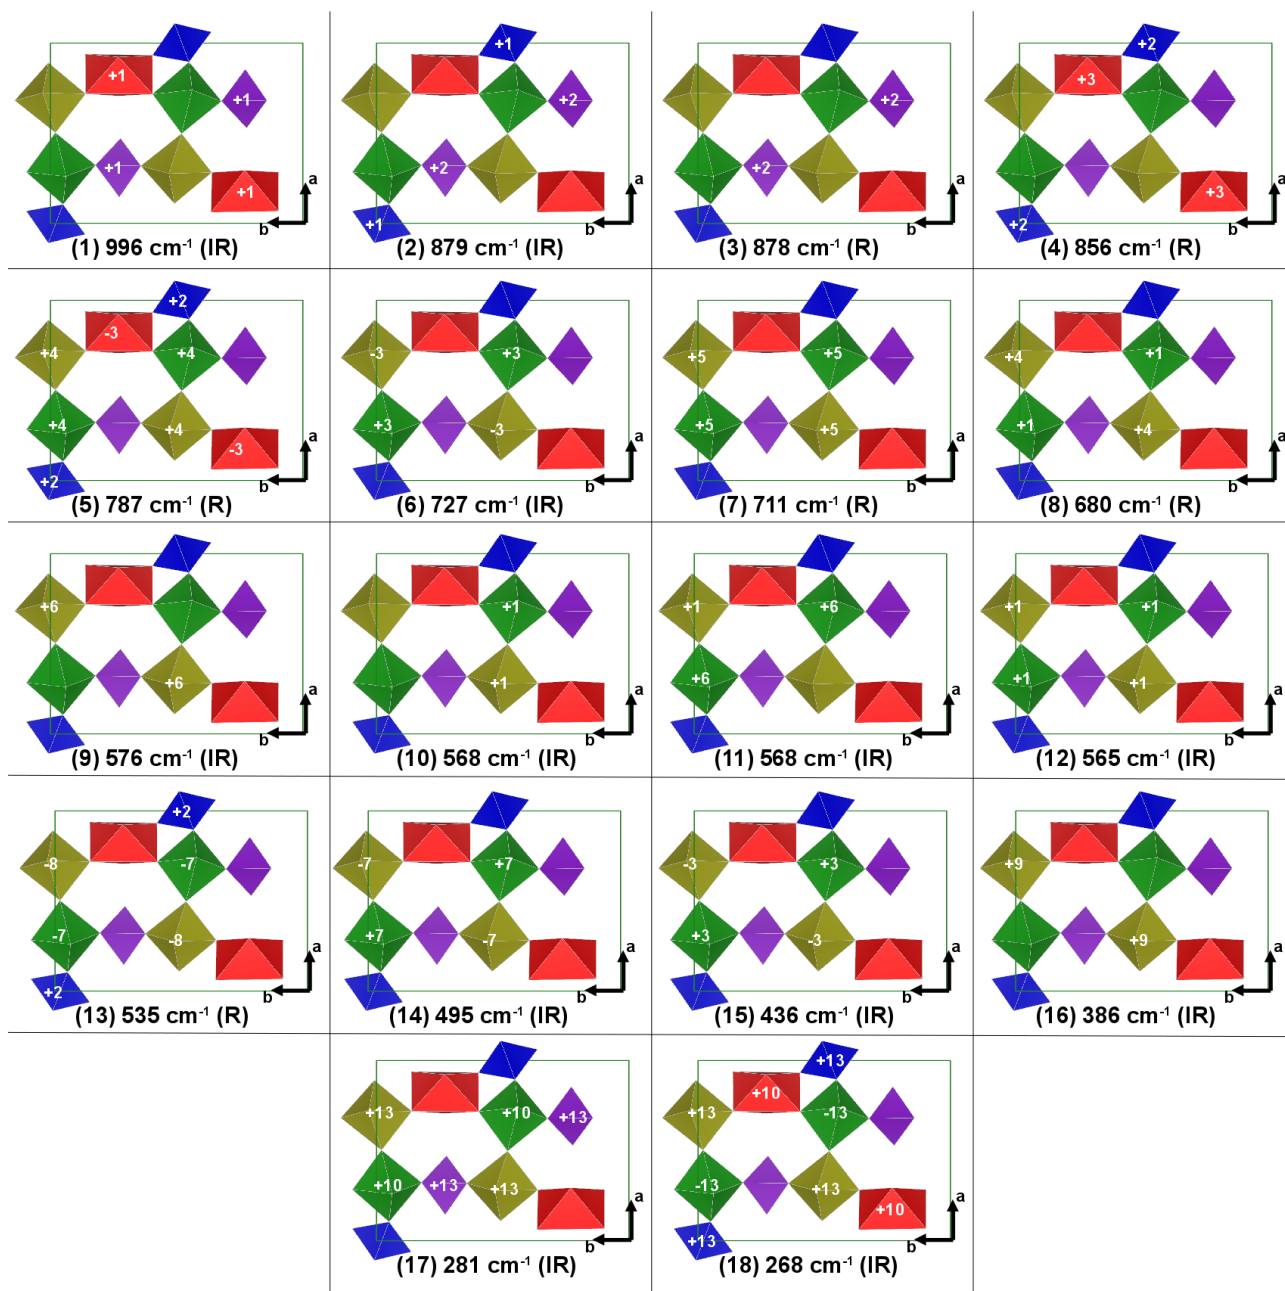 +1 +1 +1 +1 a b
(1) 996 cm⁻¹ (IR)
+1 +2 +2 +1 a b
(2) 879 cm⁻¹ (IR)
+2 +2 a b
(3) 878 cm⁻¹ (R)
+2 +3 +3 +2 a b
(4) 856 cm⁻¹ (R)
+2 -3 +4 +4 +4 +4 -3 +2 a b
(5) 787 cm⁻¹ (R)
-3 +3 +3 -3 a b
(6) 727 cm⁻¹ (IR)
+5 +5 +5 +5 a b
(7) 711 cm⁻¹ (R)
+4 +1 +1 +4 a b
(8) 680 cm⁻¹ (R)
+6 +6 a b
(9) 576 cm⁻¹ (IR)
+1 +1 a b
(10) 568 cm⁻¹ (IR)
+1 +6 +6 a b
(11) 568 cm⁻¹ (IR)
+1 +1 +1 +1 a b
(12) 565 cm⁻¹ (IR)
+2 -8 -7 -7 -8 +2 a b
(13) 535 cm⁻¹ (R)
-7 +7 +7 -7 a b
(14) 495 cm⁻¹ (IR)
-3 +3 +3 -3 a b
(15) 436 cm⁻¹ (IR)
+9 +9 a b
(16) 386 cm⁻¹ (IR)
+13 +10 +13 +10 +13 +13 a b
(17) 281 cm⁻¹ (IR)
+13 +10 +13 -13 -13 +13 +10 +13 a b
(18) 268 cm⁻¹ (IR)